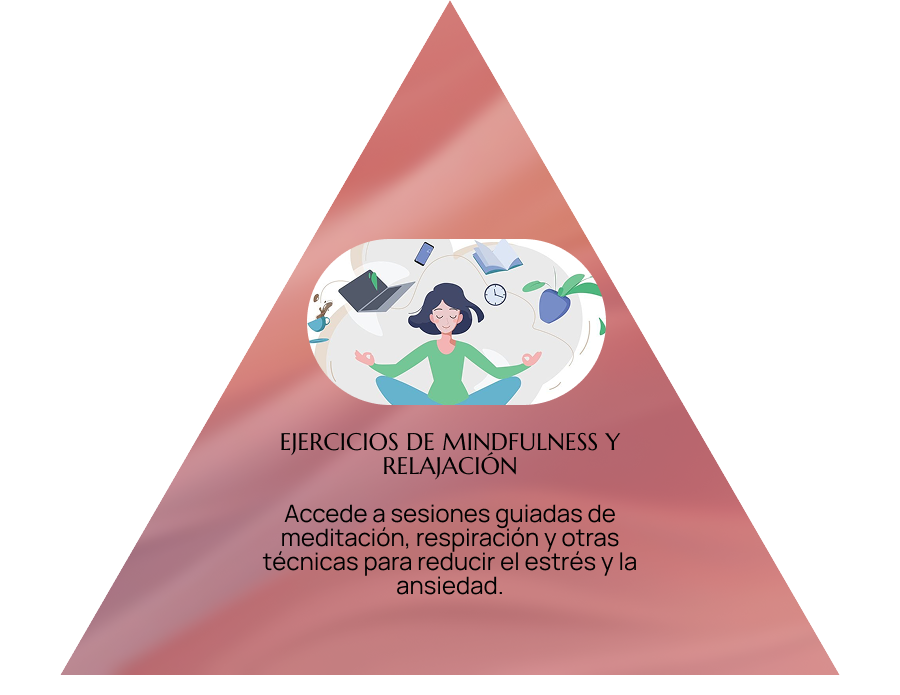 EJERCICIOS DE MINDFULNESS Y
RELAJACIÓN
Accede a sesiones guiadas de
meditación, respiración y otras
técnicas para reducir el estrés y la
ansiedad.